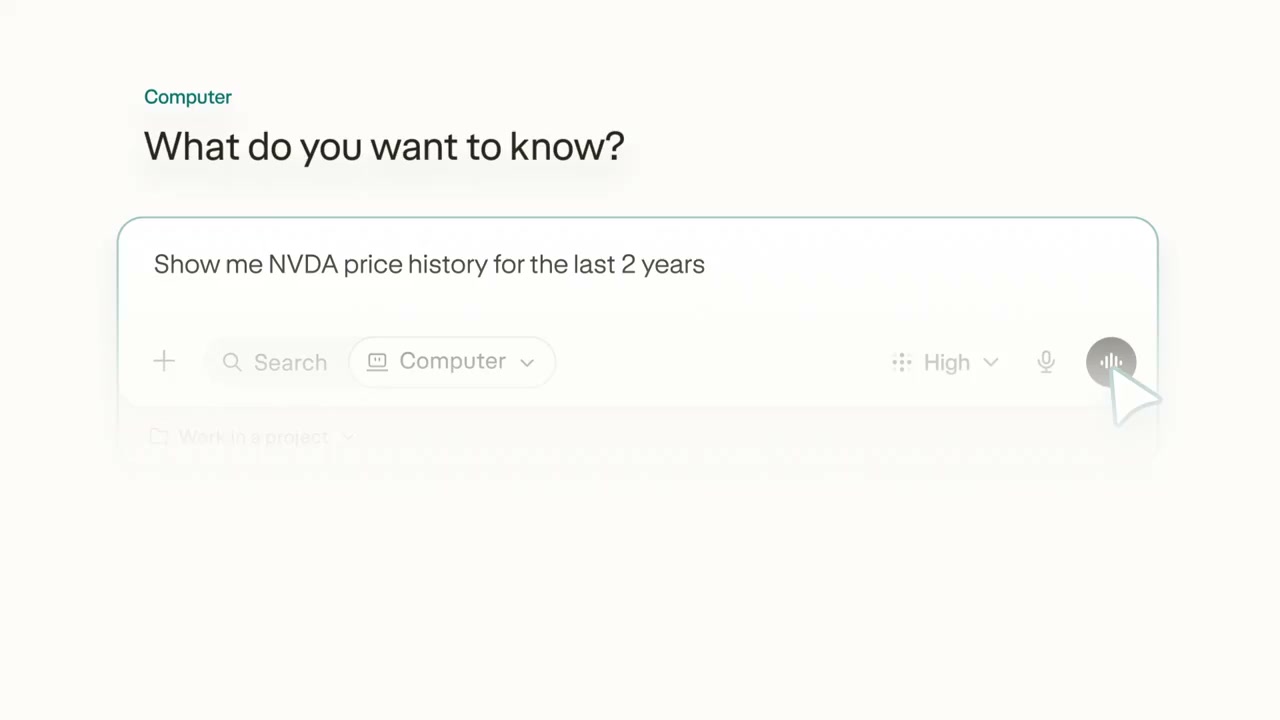 Computer
What do you want to know?
Show me NVDA price history for the last 2 years
Search Computer High
Work in a project